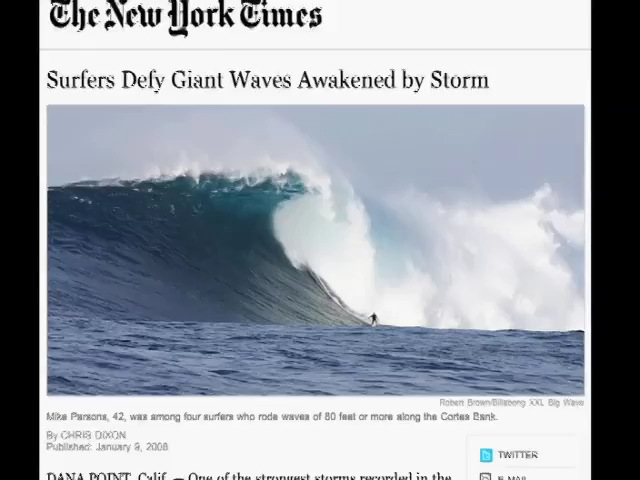 The New York Times
Surfers Defy Giant Waves Awakened by Storm
Robert Brown/Billabong XXL Big Wave
Mike Parsons, 42, was among four surfers who rode waves of 80 feet or more along the Cortes Bank.
By CHRIS DIXON
Published: January 9, 2008
TWITTER
DANA POINT, Calif. — One of the strongest storms recorded in the
E-MAIL